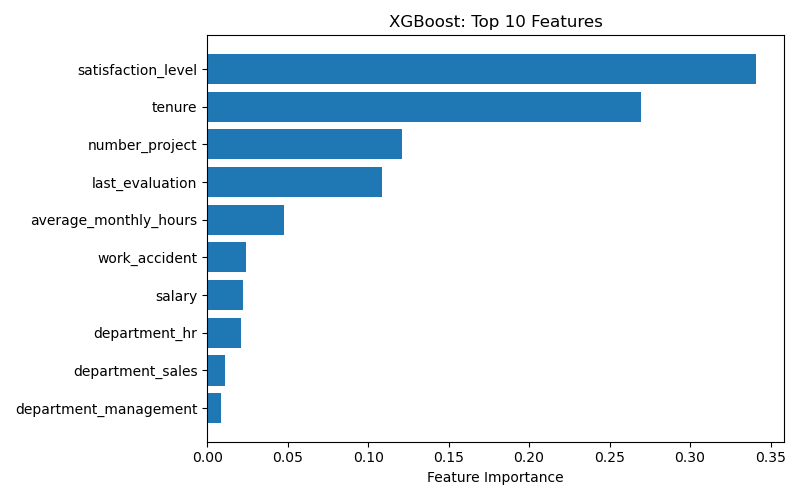 XGBoost: Top 10 Features
satisfaction_level
tenure
number_project
last_evaluation
average_monthly_hours
work_accident
salary
department_hr
department_sales
department_management
0.00 0.05 0.10 0.15 0.20 0.25 0.30 0.35
Feature Importance